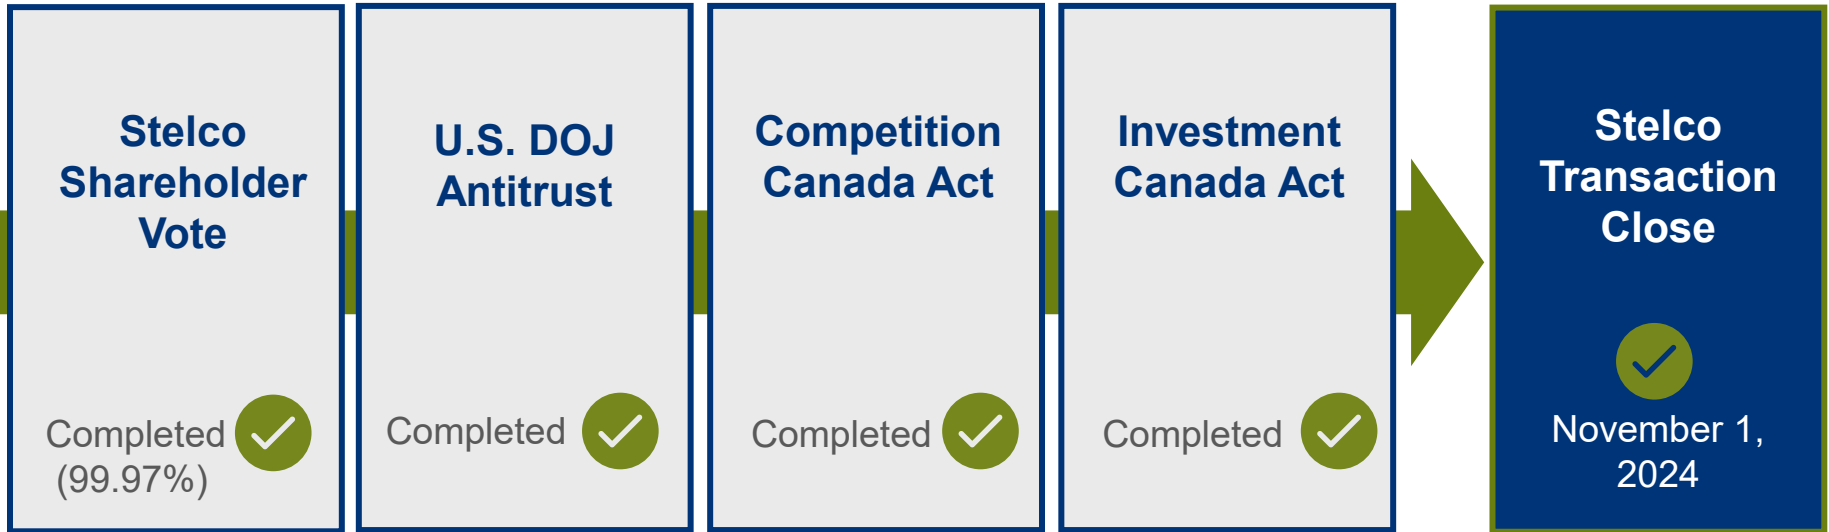 Stelco
Shareholder
Vote
Completed
(99.97%)
U.S. DOJ
Antitrust
Completed
Competition
Canada Act
Completed
Investment
Canada Act
Completed
Stelco
Transaction
Close
November 1,
2024